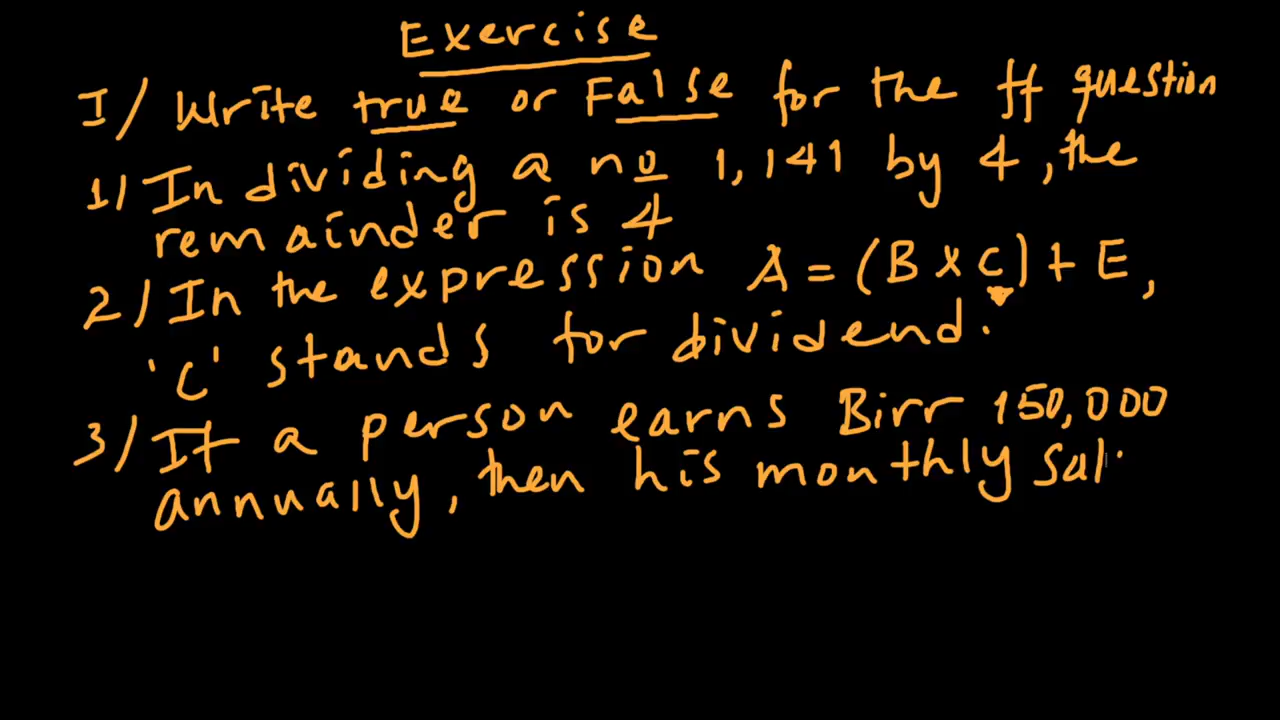 Exercise
I/ Write true or False for the ff question
1/ In dividing a no 1,141 by 4, the
remainder is 4
2/ In the expression A = (B x C) + E,
'C' stands for dividend.
3/ If a person earns Birr 150,000
annually, then his monthly Sal